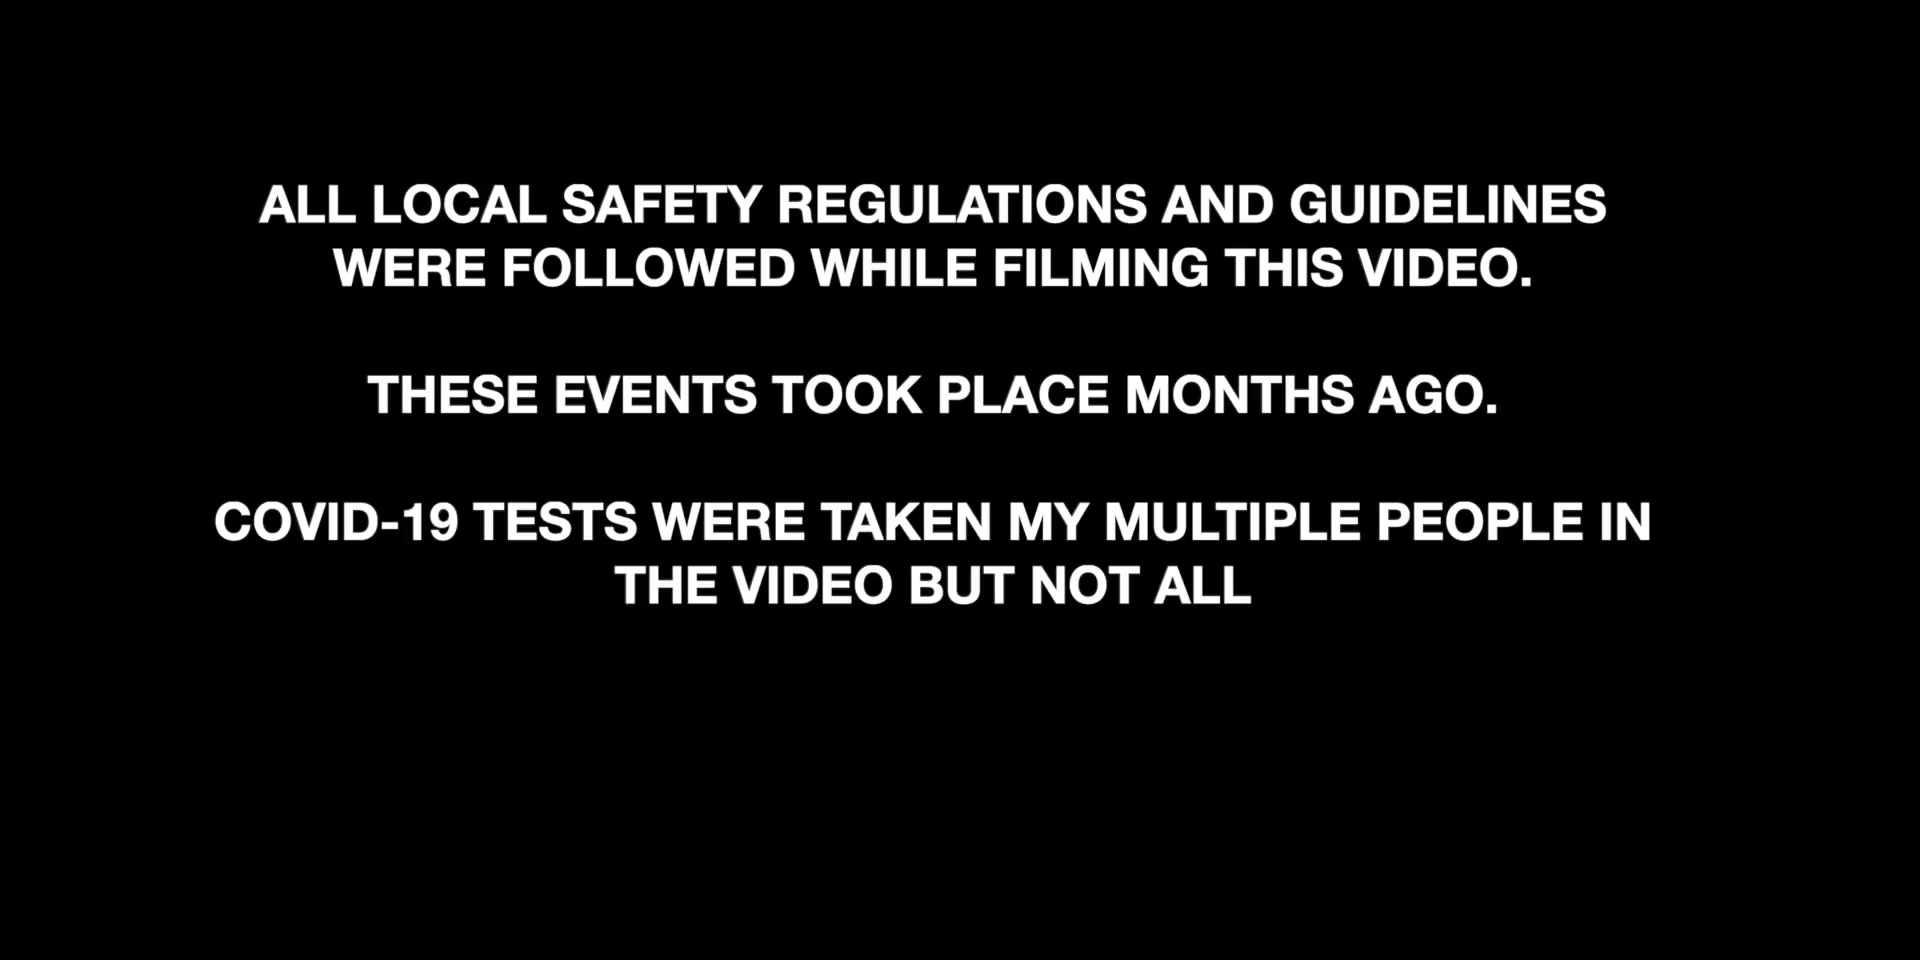 ALL LOCAL SAFETY REGULATIONS AND GUIDELINES
WERE FOLLOWED WHILE FILMING THIS VIDEO.
THESE EVENTS TOOK PLACE MONTHS AGO.
COVID-19 TESTS WERE TAKEN MY MULTIPLE PEOPLE IN
THE VIDEO BUT NOT ALL